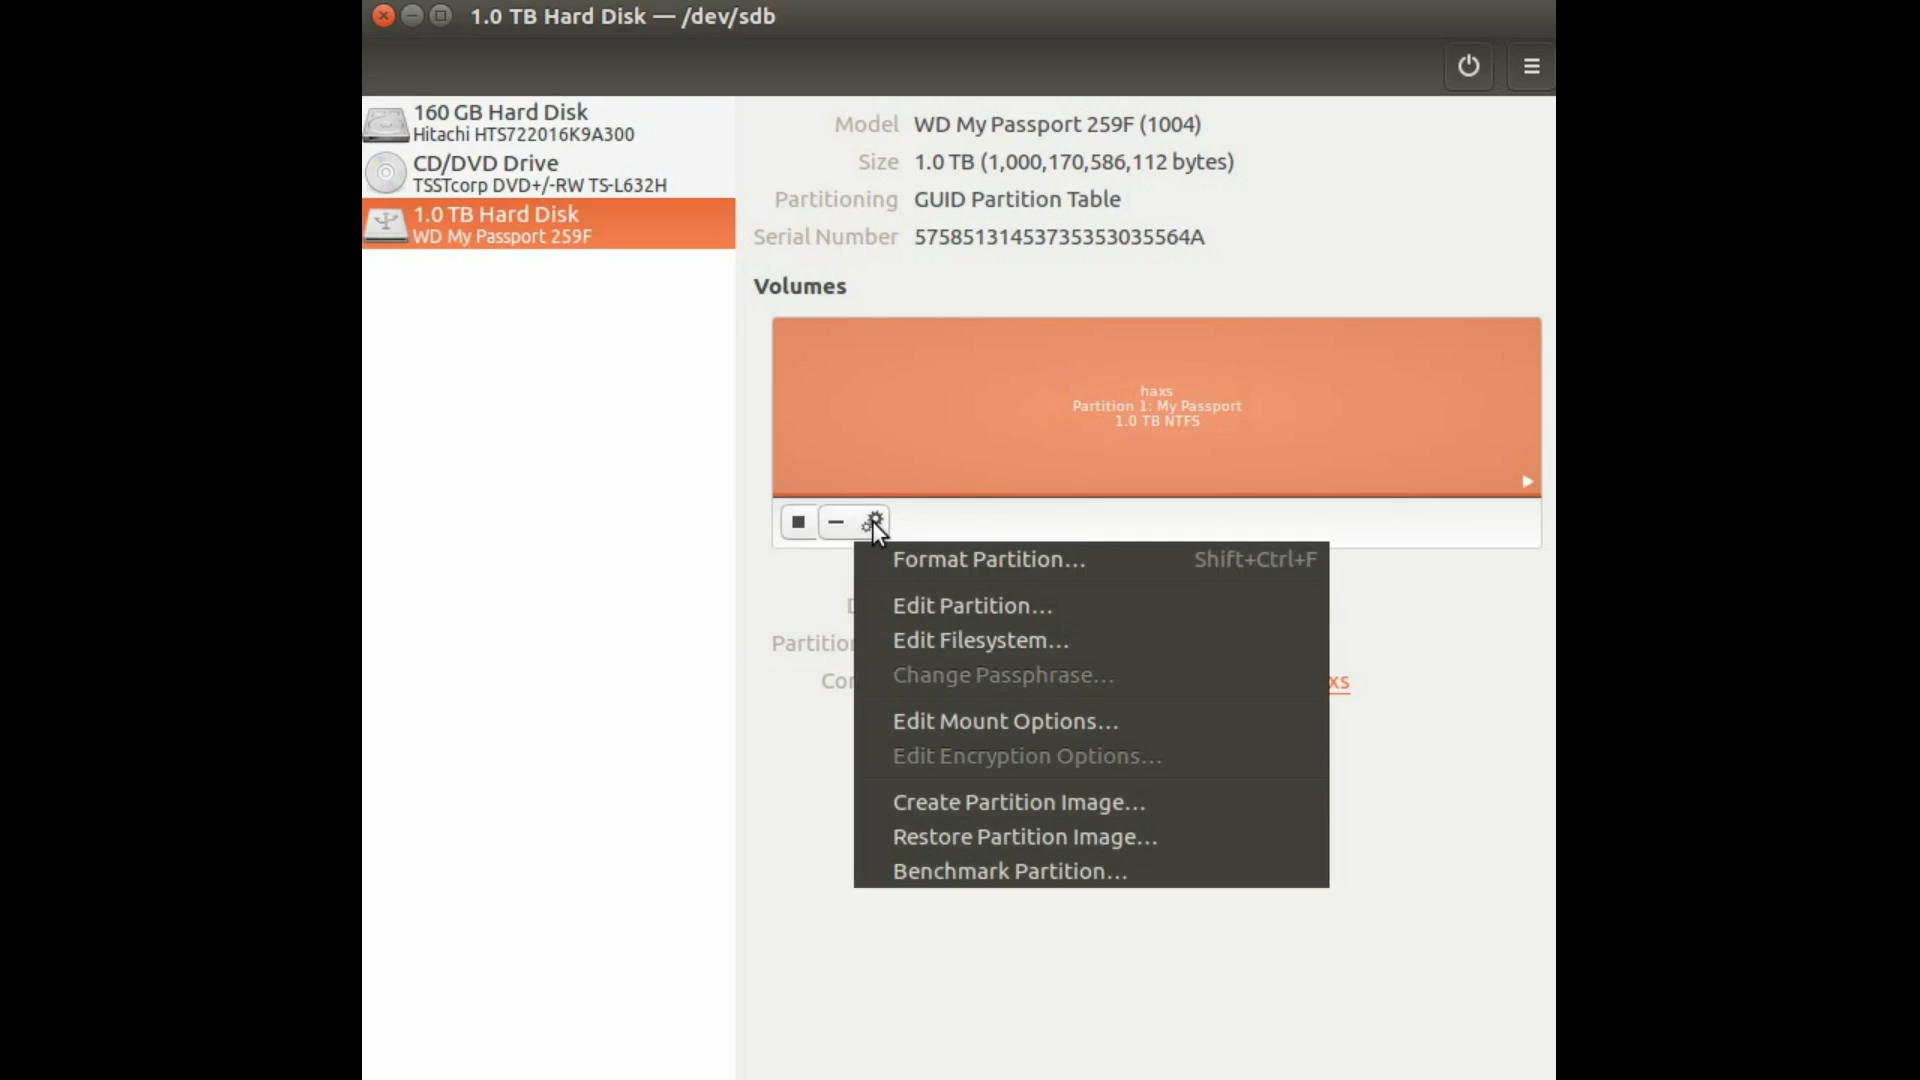 1.0 TB Hard Disk — /dev/sdb
160 GB Hard Disk
Hitachi HTS722016K9A300
CD/DVD Drive
TSSTcorp DVD+/-RW TS-L632H
1.0 TB Hard Disk
WD My Passport 259F
Model WD My Passport 259F (1004)
Size 1.0 TB (1,000,170,586,112 bytes)
Partitioning GUID Partition Table
Serial Number 57585131453735353035564A
Volumes
haxs
Partition 1: My Passport
1.0 TB NTFS
Format Partition… Shift+Ctrl+F
Edit Partition…
Edit Filesystem…
Change Passphrase…
Edit Mount Options…
Edit Encryption Options…
Create Partition Image…
Restore Partition Image…
Benchmark Partition…